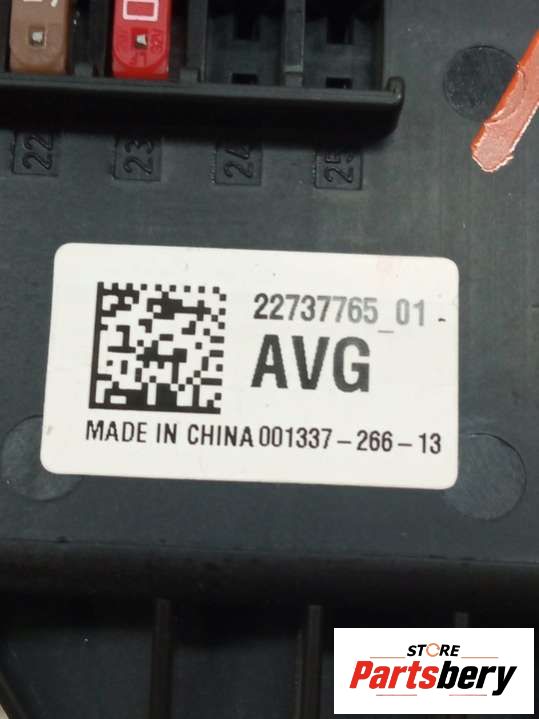 22
23
24
25
22737765_01 -
AVG
MADE IN CHINA 001337-266-13
STORE
Partsbery